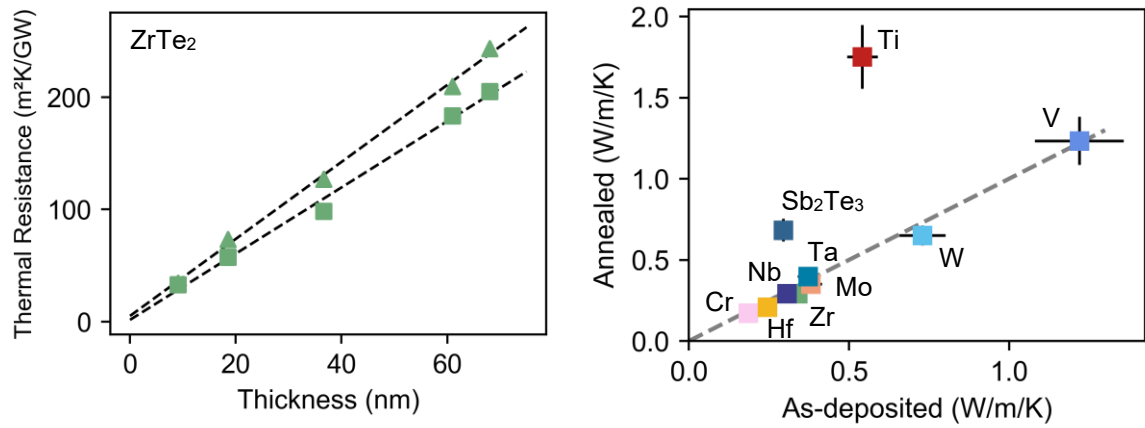 ZrTe₂
Thermal Resistance (m²K/GW)
200
100
0
0 20 40 60
Thickness (nm)
Annealed (W/m/K)
2.0
1.5
1.0
0.5
0.0
Ti
V
Sb₂Te₃
Ta
W
Nb
Mo
Cr
Hf
Zr
0.0 0.5 1.0
As-deposited (W/m/K)